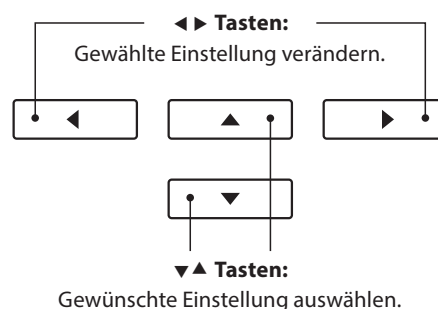 ◀ ▶ Tasten:
Gewählte Einstellung verändern.
◀ ▲ ▶
▼
▼▲ Tasten:
Gewünschte Einstellung auswählen.